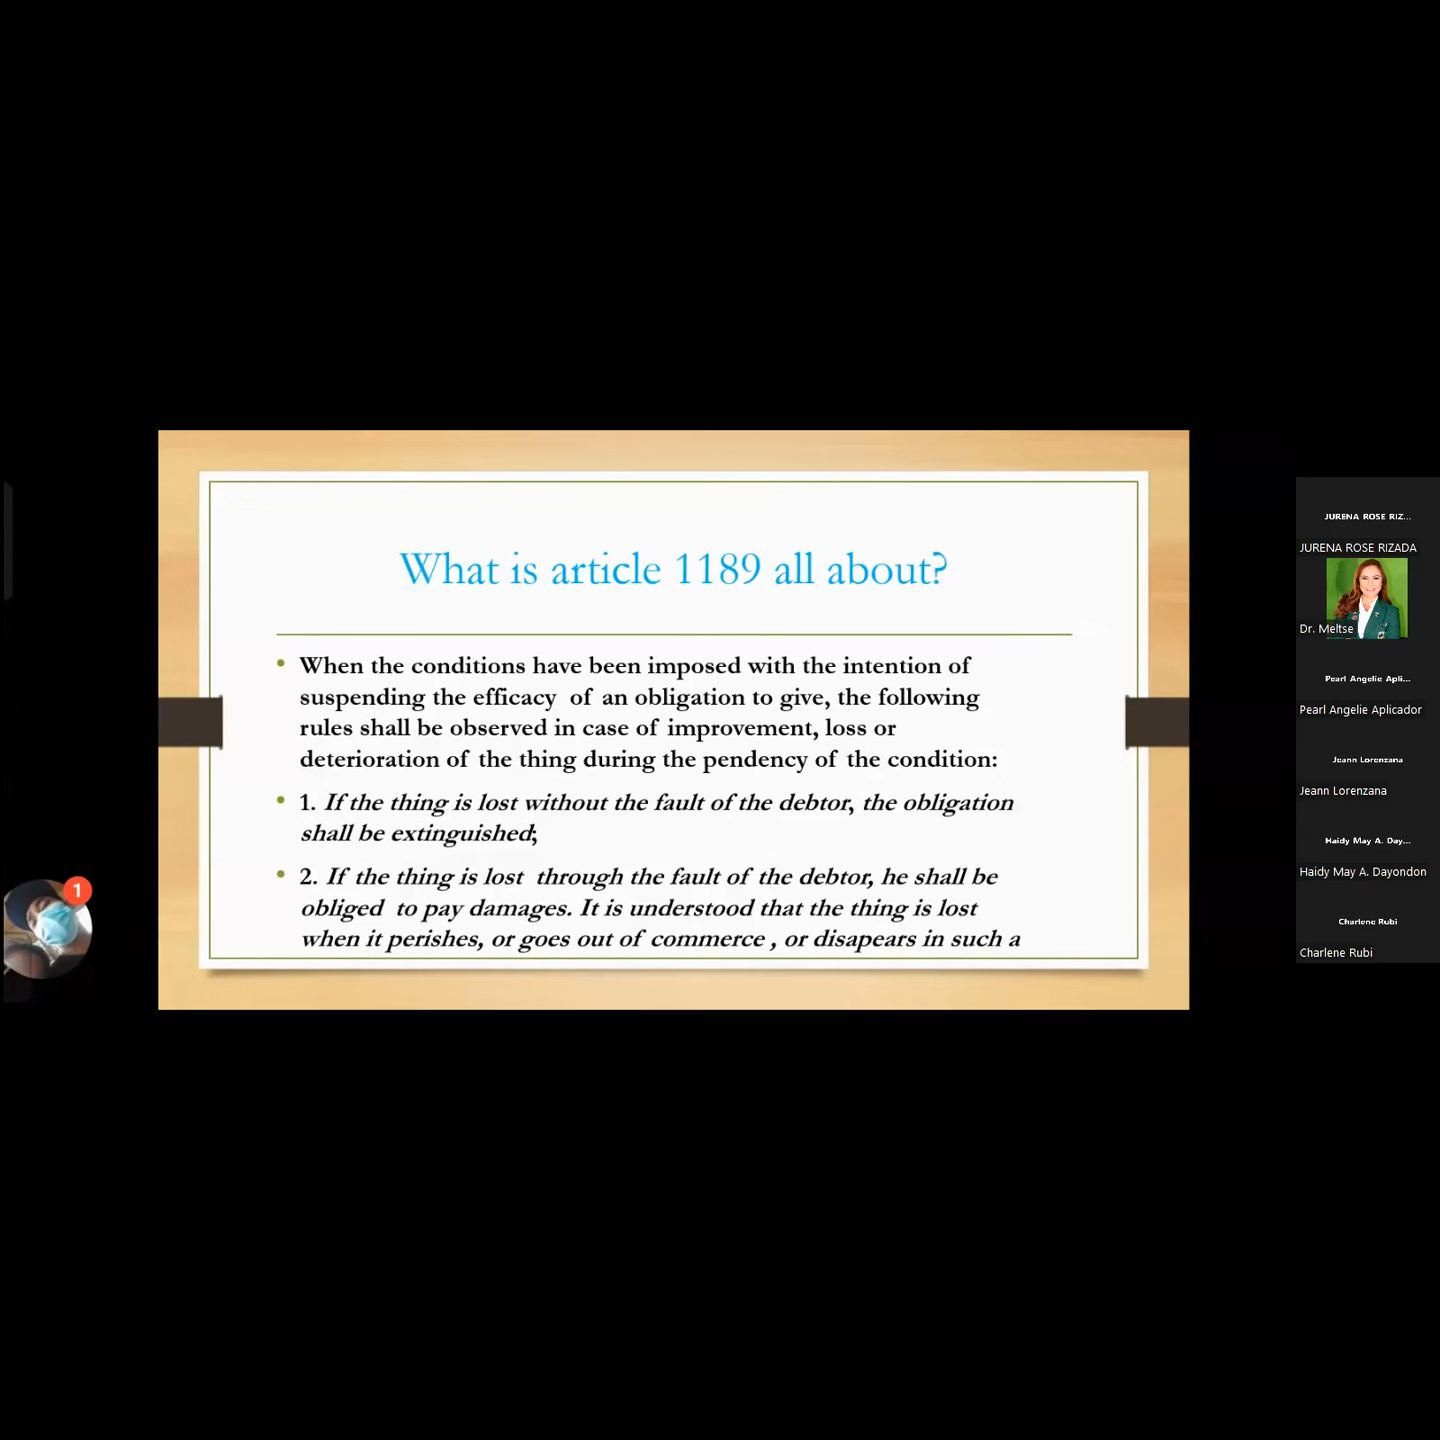 What is article 1189 all about?
• When the conditions have been imposed with the intention of
suspending the efficacy of an obligation to give, the following
rules shall be observed in case of improvement, loss or
deterioration of the thing during the pendency of the condition:
• 1. If the thing is lost without the fault of the debtor, the obligation
shall be extinguished;
• 2. If the thing is lost through the fault of the debtor, he shall be
obliged to pay damages. It is understood that the thing is lost
when it perishes, or goes out of commerce , or disapears in such a
1
JURENA ROSE RIZ...
JURENA ROSE RIZADA
Dr. Meltse
Pearl Angelie Apli...
Pearl Angelie Aplicador
Jeann Lorenzana
Jeann Lorenzana
Haidy May A. Day...
Haidy May A. Dayondon
Charlene Rubi
Charlene Rubi